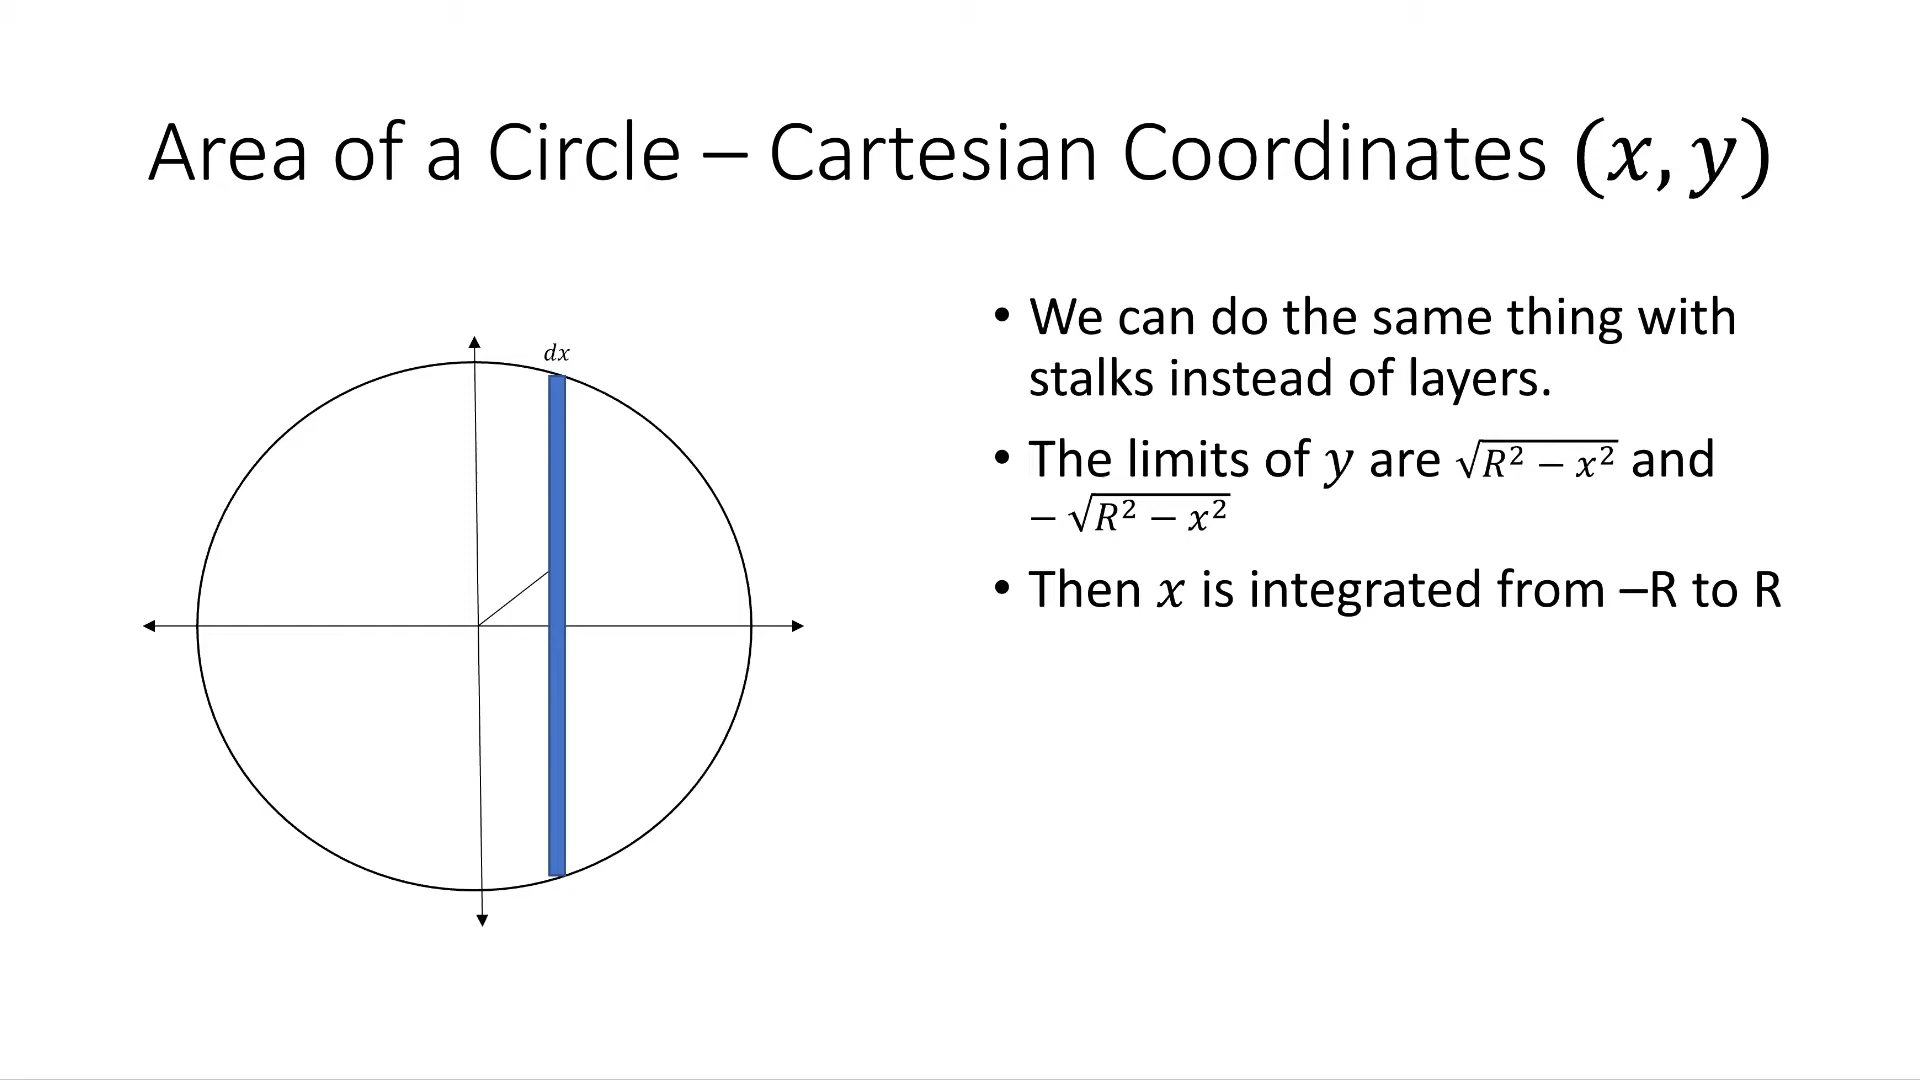 Area of a Circle – Cartesian Coordinates (𝑥, 𝑦)
𝑑𝑥
• We can do the same thing with
stalks instead of layers.
• The limits of 𝑦 are √(𝑅² − 𝑥²) and
− √(𝑅² − 𝑥²)
• Then 𝑥 is integrated from –R to R